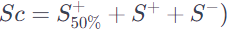 Sc = S^{+}_{50\%} + S^{+} + S^{-})